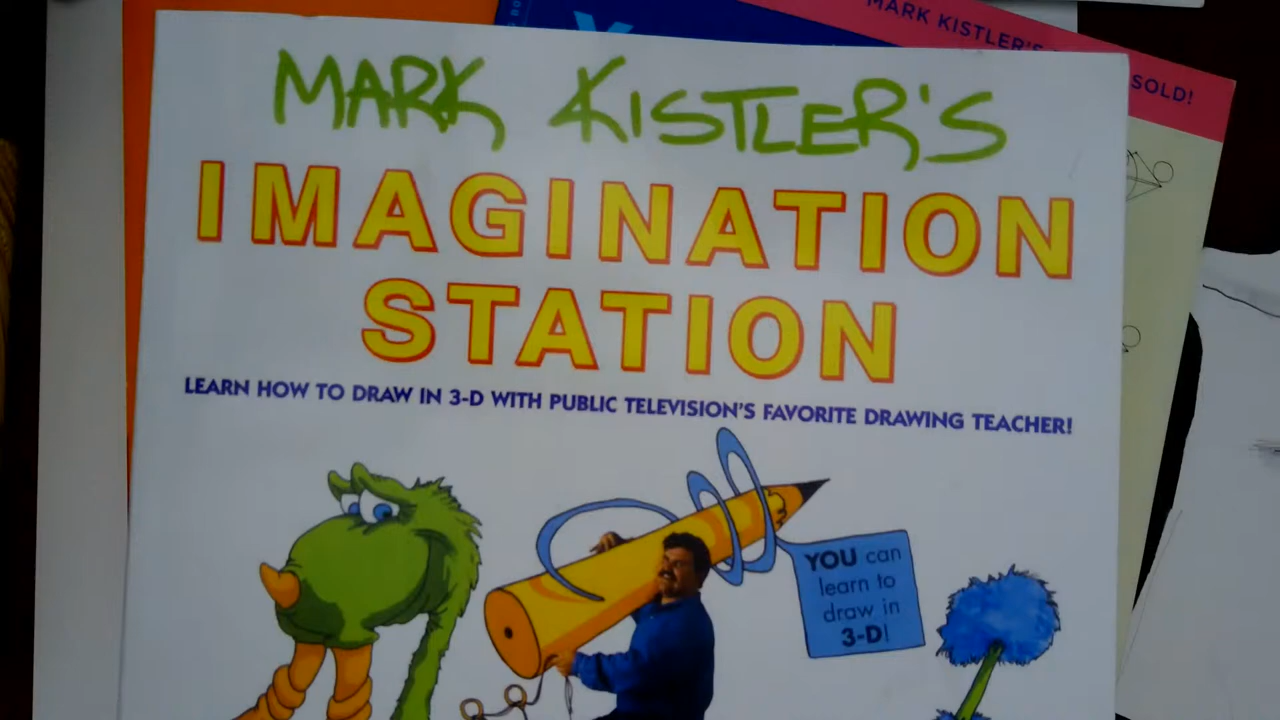 MARK KISTLER'S
SOLD!
MARK KISTLER'S
IMAGINATION
STATION
LEARN HOW TO DRAW IN 3-D WITH PUBLIC TELEVISION'S FAVORITE DRAWING TEACHER!
YOU can
learn to
draw in
3-D!